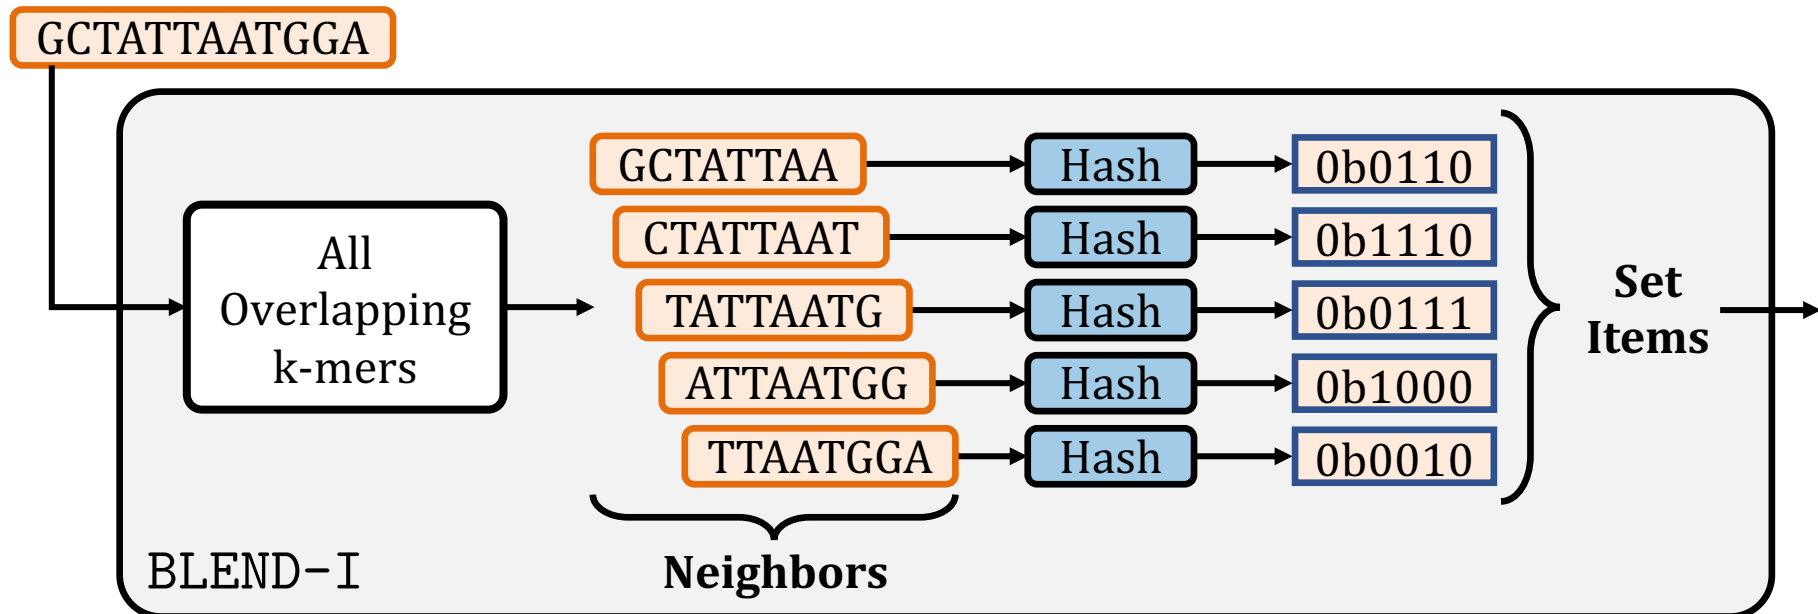 GCTATTAATGGA
All
Overlapping
k-mers
GCTATTAA Hash 0b0110
CTATTAAT Hash 0b1110
TATTAATG Hash 0b0111
ATTAATGG Hash 0b1000
TTAATGGA Hash 0b0010
Set
Items
Neighbors
BLEND-I